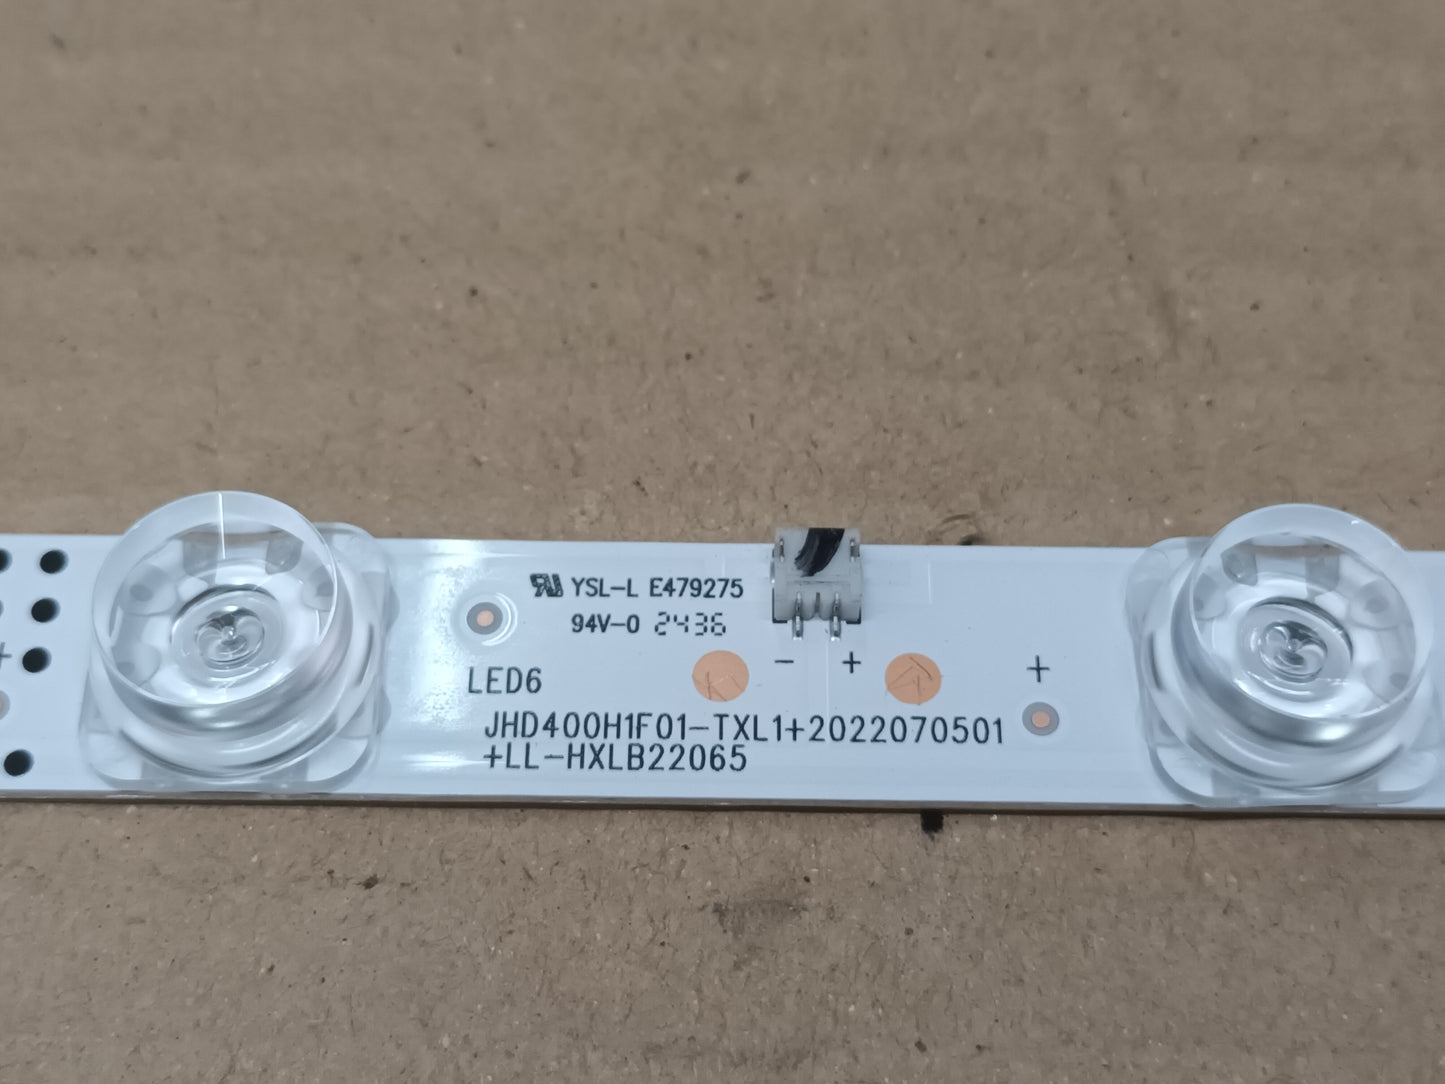 YSL-L E479275
94V-0 2436
- + +
LED6
JHD400H1F01-TXL1+2022070501
+LL-HXLB22065
+